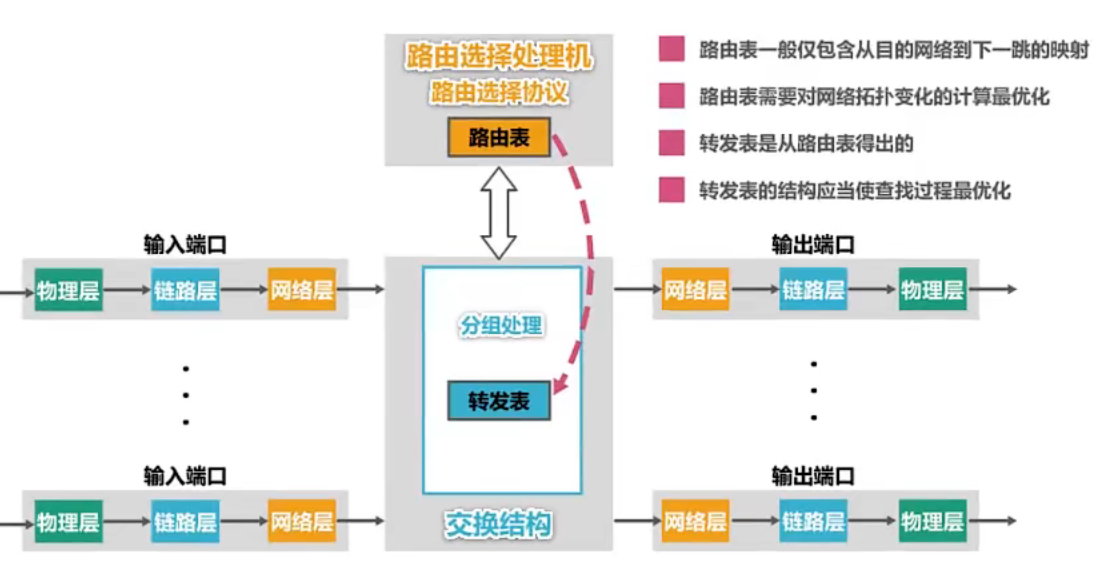 路由选择处理机
路由选择协议
路由表
路由表一般仅包含从目的网络到下一跳的映射
路由表需要对网络拓扑变化的计算最优化
转发表是从路由表得出的
转发表的结构应当使查找过程最优化
输入端口
物理层 链路层 网络层
分组处理
转发表
交换结构
输出端口
网络层 链路层 物理层
输入端口
物理层 链路层 网络层
输出端口
网络层 链路层 物理层